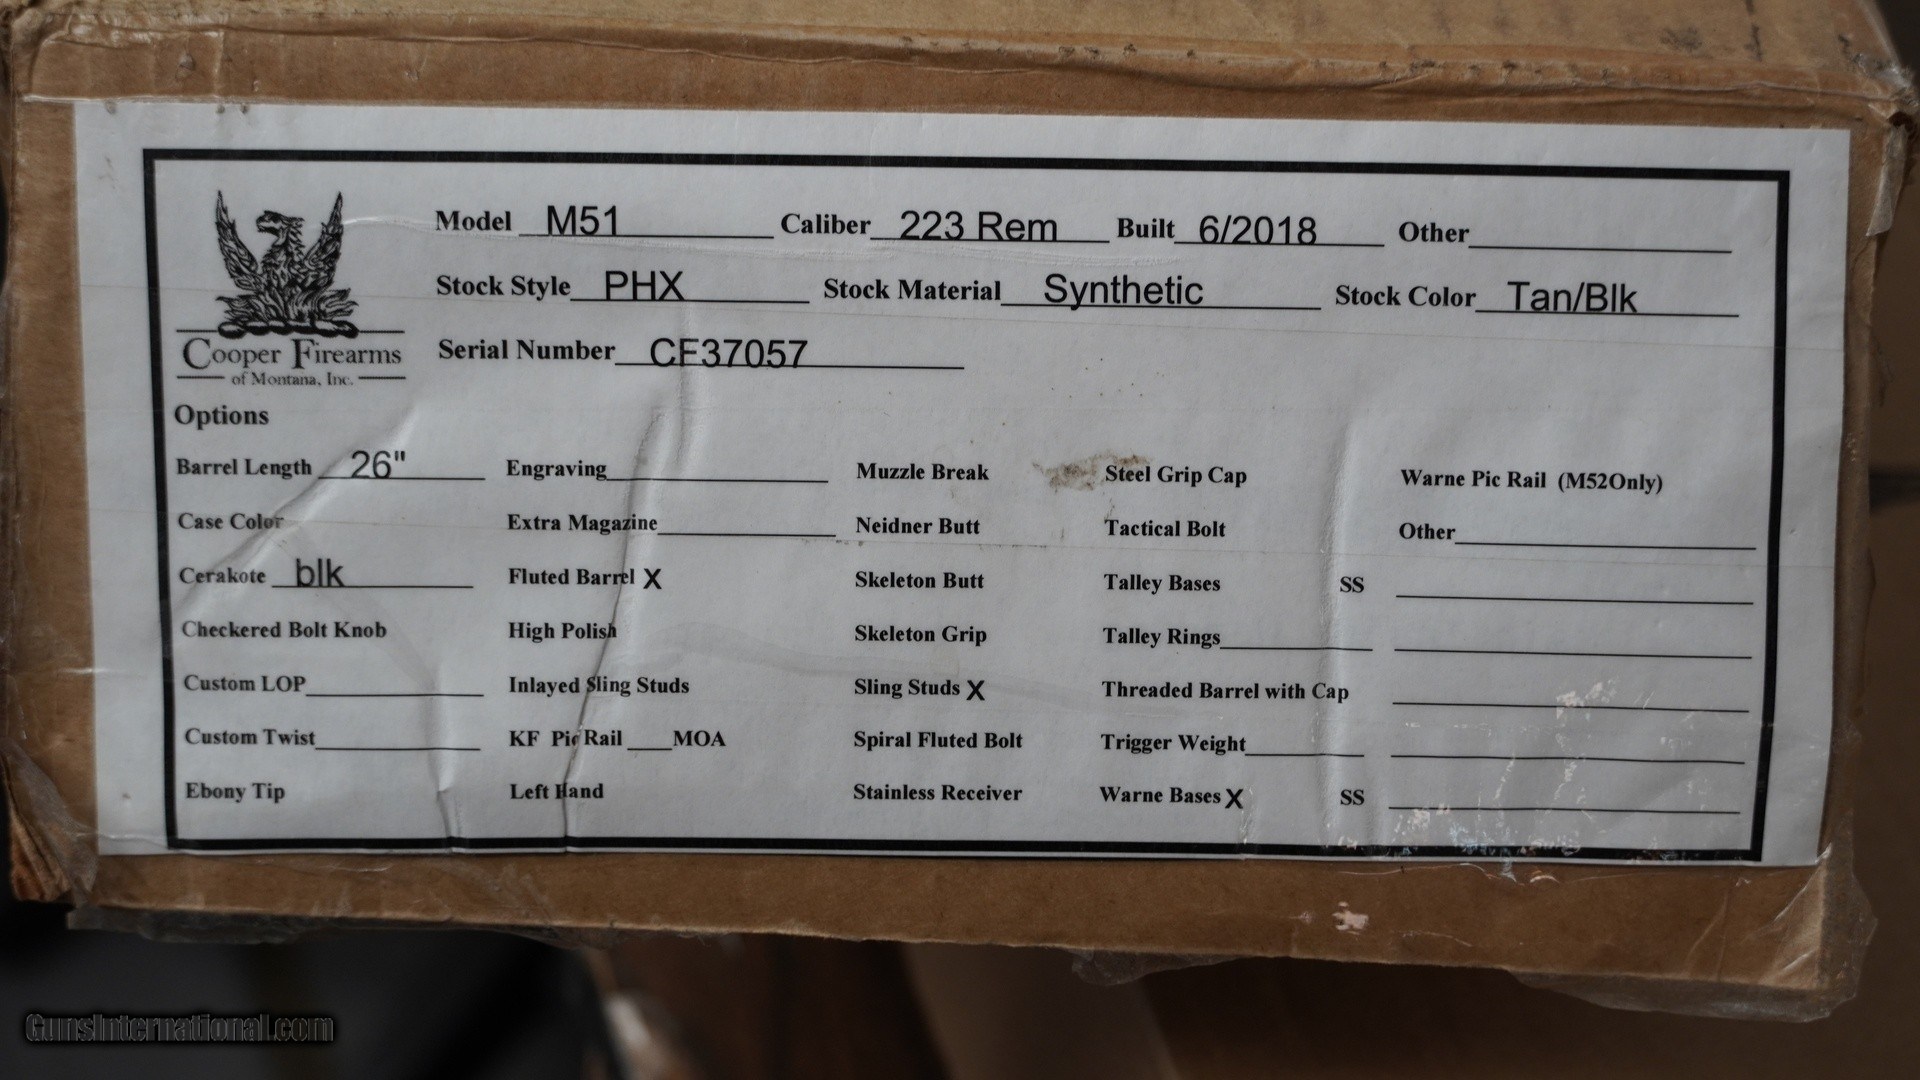 Model M51 Caliber 223 Rem Built 6/2018 Other
Stock Style PHX Stock Material Synthetic Stock Color Tan/Blk
Cooper Firearms
of Montana, Inc.
Serial Number CF37057
Options
Barrel Length 26" Engraving Muzzle Break Steel Grip Cap Warne Pic Rail (M52Only)
Case Color Extra Magazine Neidner Butt Tactical Bolt Other
Cerakote blk Fluted Barrel X Skeleton Butt Talley Bases SS
Checkered Bolt Knob High Polish Skeleton Grip Talley Rings
Custom LOP Inlayed Sling Studs Sling Studs X Threaded Barrel with Cap
Custom Twist KF Pic Rail ___MOA Spiral Fluted Bolt Trigger Weight
Ebony Tip Left Hand Stainless Receiver Warne Bases X SS
GunsInternational.com